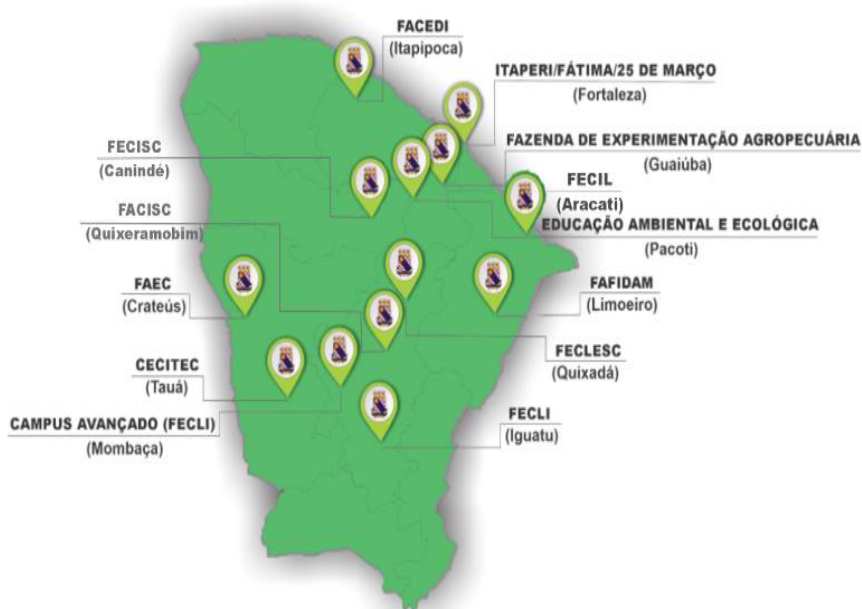 FACEDI
(Itapipoca)
ITAPERI/FÁTIMA/25 DE MARÇO
(Fortaleza)
FAZENDA DE EXPERIMENTAÇÃO AGROPECUÁRIA
(Guaiúba)
FECISC
(Canindé)
FECIL
(Aracati)
FACISC
(Quixeramobim)
EDUCAÇÃO AMBIENTAL E ECOLÓGICA
(Pacoti)
FAEC
(Crateús)
FAFIDAM
(Limoeiro)
CECITEC
(Tauá)
FECLESC
(Quixadá)
CAMPUS AVANÇADO (FECLI)
(Mombaça)
FECLI
(Iguatu)